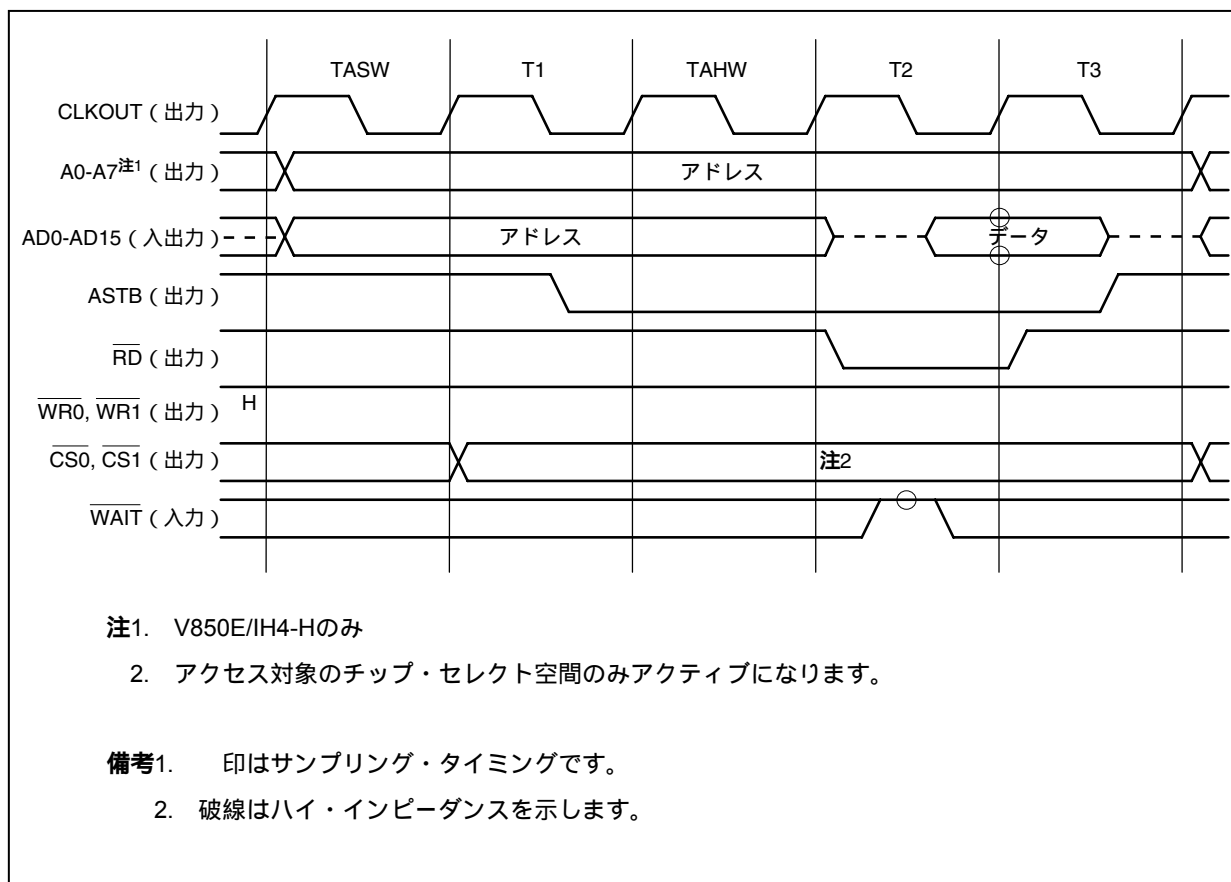 TASW T1 TAHW T2 T3
CLKOUT（出力）
A0-A7注1（出力） アドレス
AD0-AD15（入出力） アドレス データ
ASTB（出力）
RD（出力）
WR0, WR1（出力） H
CS0, CS1（出力） 注2
WAIT（入力）
注1. V850E/IH4-Hのみ
2. アクセス対象のチップ・セレクト空間のみアクティブになります。
備考1. 印はサンプリング・タイミングです。
2. 破線はハイ・インピーダンスを示します。